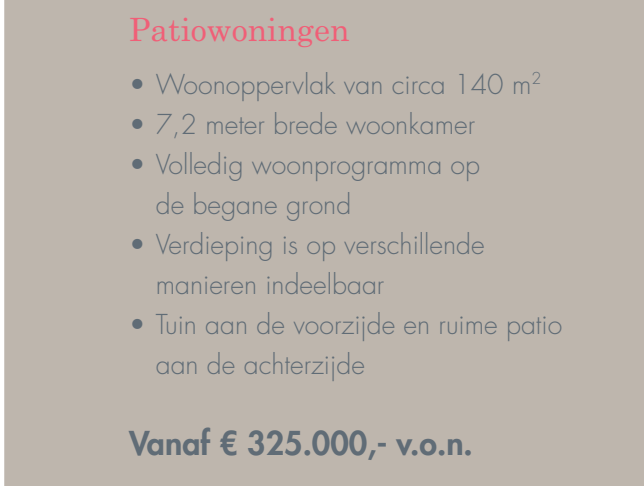 Patiowoningen
• Woonoppervlak van circa 140 m²
• 7,2 meter brede woonkamer
• Volledig woonprogramma op
de begane grond
• Verdieping is op verschillende
manieren indeelbaar
• Tuin aan de voorzijde en ruime patio
aan de achterzijde
Vanaf € 325.000,- v.o.n.